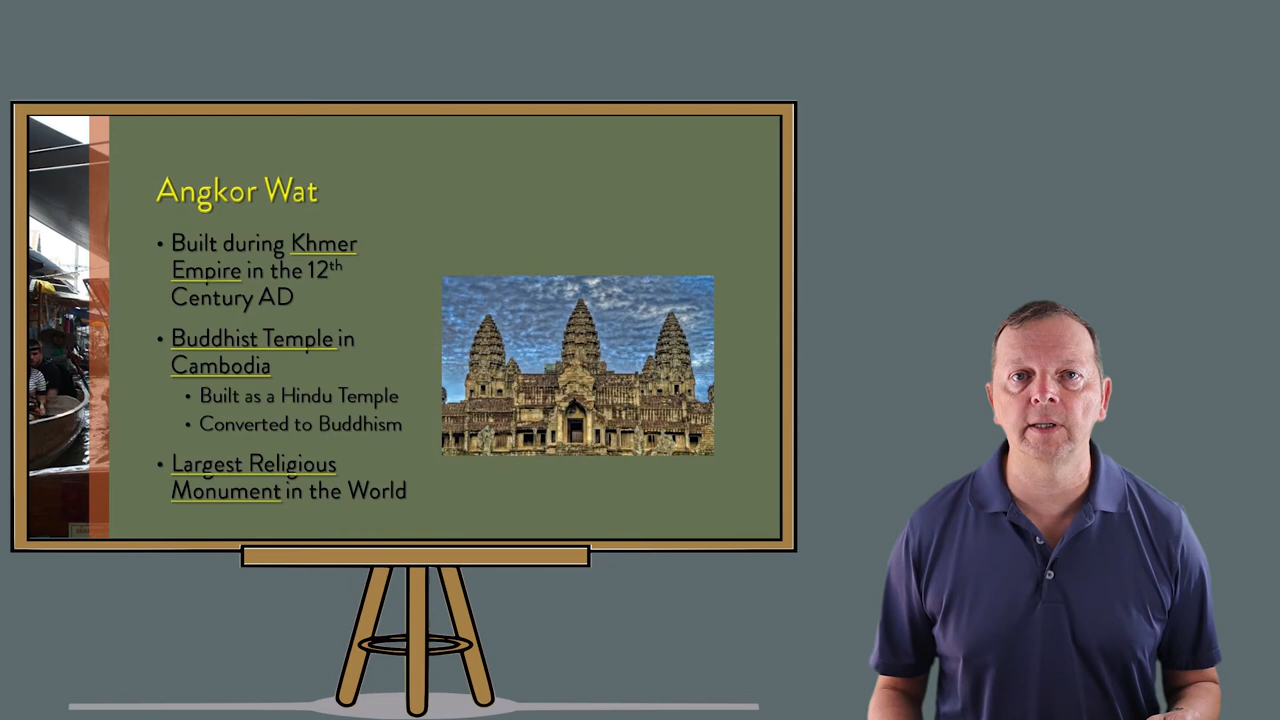 Angkor Wat
• Built during Khmer
Empire in the 12th
Century AD
• Buddhist Temple in
Cambodia
• Built as a Hindu Temple
• Converted to Buddhism
• Largest Religious
Monument in the World